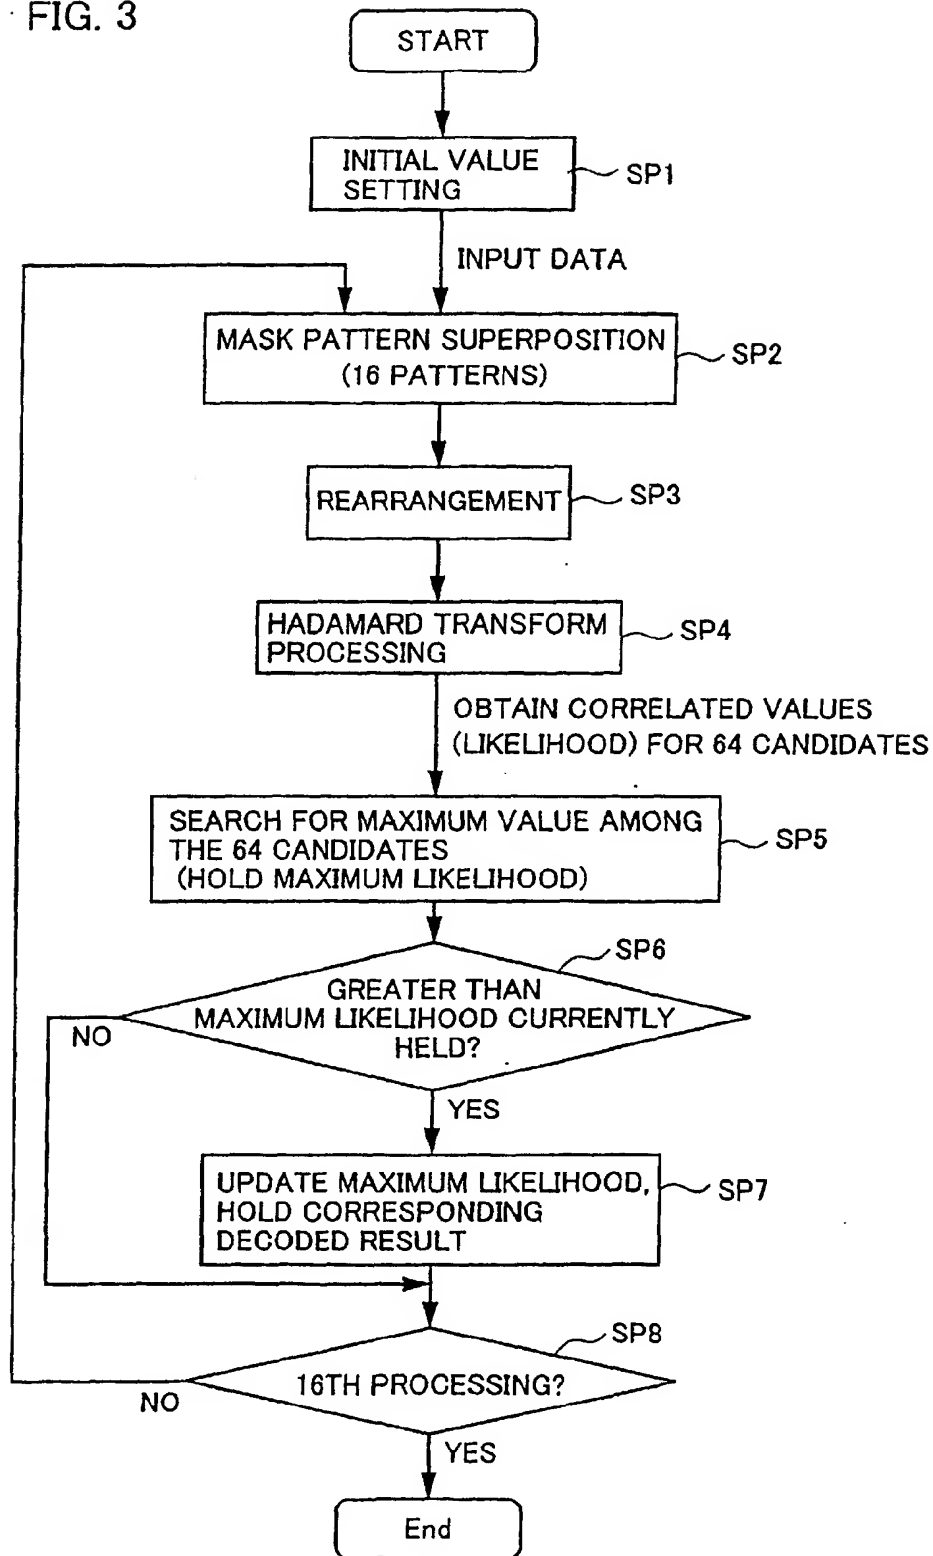 FIG. 3
START
INITIAL VALUE
SETTING
SP1
INPUT DATA
MASK PATTERN SUPERPOSITION
(16 PATTERNS)
SP2
REARRANGEMENT
SP3
HADAMARD TRANSFORM
PROCESSING
SP4
OBTAIN CORRELATED VALUES
(LIKELIHOOD) FOR 64 CANDIDATES
SEARCH FOR MAXIMUM VALUE AMONG
THE 64 CANDIDATES
(HOLD MAXIMUM LIKELIHOOD)
SP5
SP6
GREATER THAN
MAXIMUM LIKELIHOOD CURRENTLY
HELD?
NO
YES
UPDATE MAXIMUM LIKELIHOOD,
HOLD CORRESPONDING
DECODED RESULT
SP7
SP8
16TH PROCESSING?
NO
YES
End